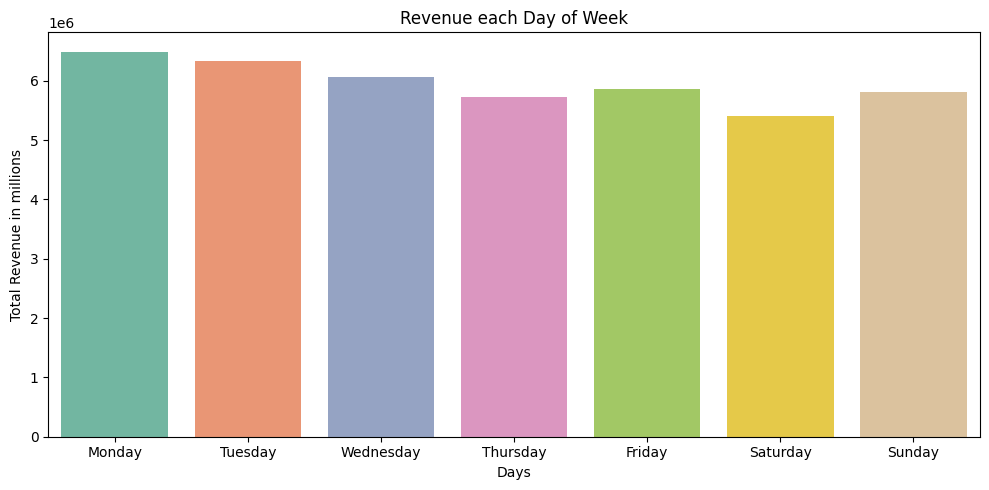 Revenue each Day of Week
1e6
6
5
4
3
2
1
0
Total Revenue in millions
Monday Tuesday Wednesday Thursday Friday Saturday Sunday
Days